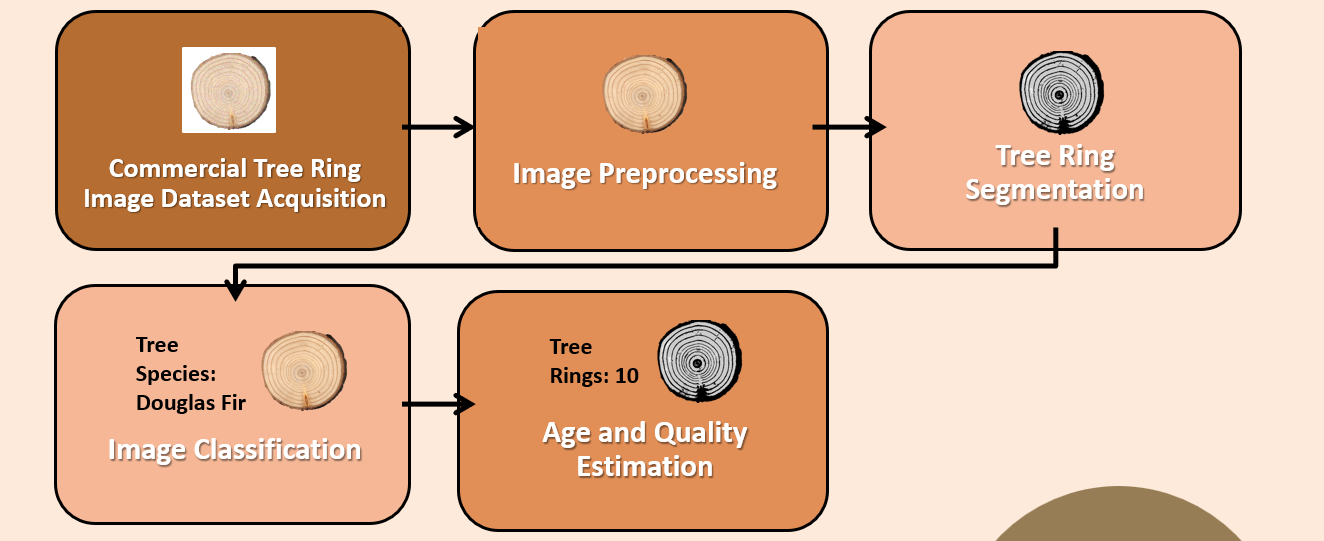 Commercial Tree Ring
Image Dataset Acquisition
Image Preprocessing
Tree Ring
Segmentation
Tree
Species:
Douglas Fir
Image Classification
Tree
Rings: 10
Age and Quality
Estimation